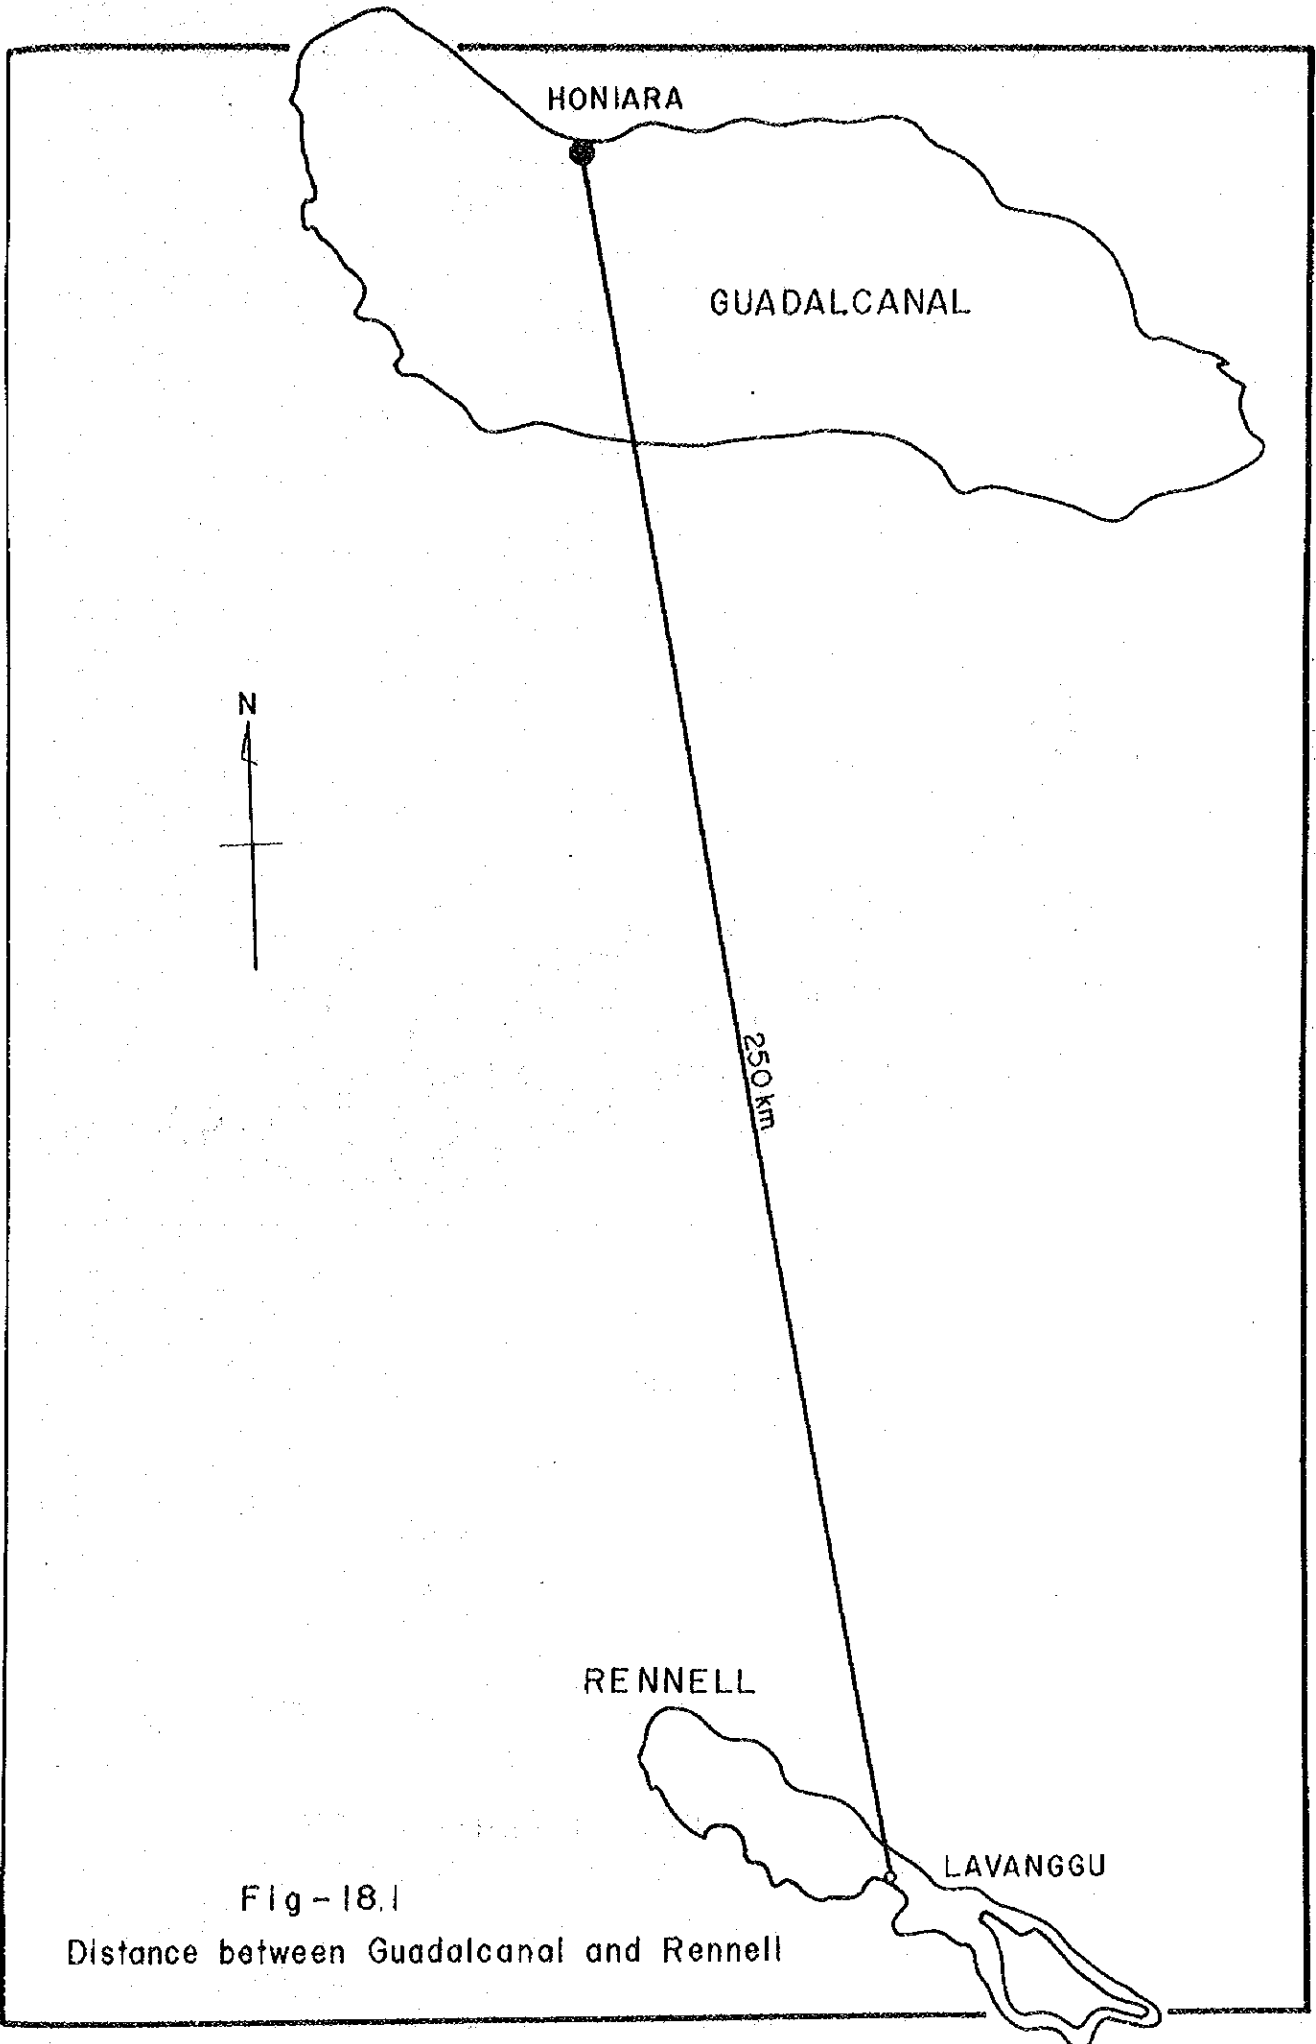 HONIARA
GUADALCANAL
N
250 km
RENNELL
LAVANGGU
Fig-18.1
Distance between Guadalcanal and Rennell